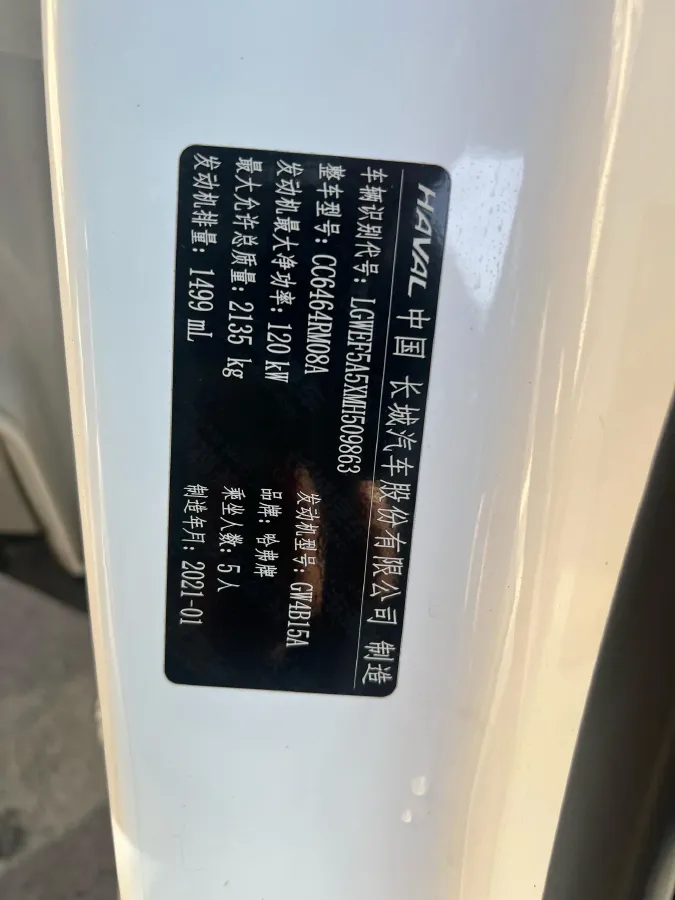 HAVAL 中国 长城汽车股份有限公司 制造
车辆识别代号：LGWEF5A5XMH509863
整车型号：CC6464RM08A 发动机型号：GW4B15A
发动机最大净功率：120 kW 品牌：哈弗牌
最大允许总质量：2135 kg 乘坐人数：5人
发动机排量：1499 mL 制造年月：2021-01